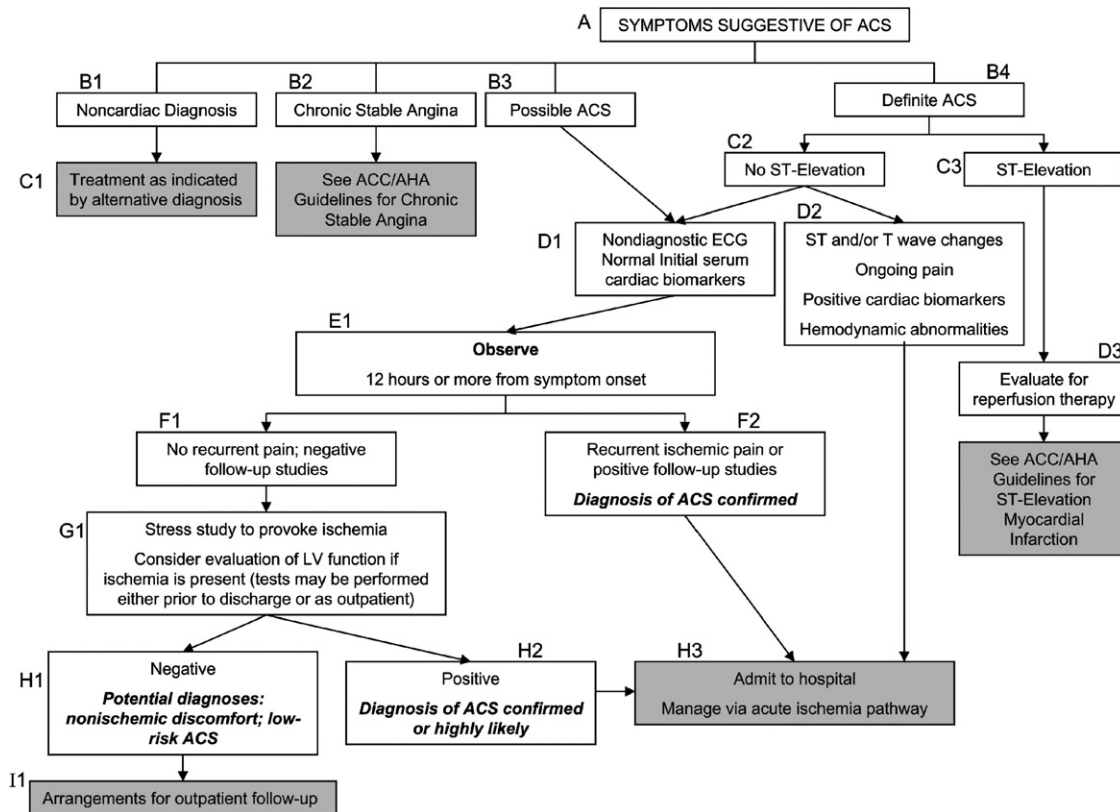 A
SYMPTOMS SUGGESTIVE OF ACS
B1
B2
B3
B4
Noncardiac Diagnosis
Chronic Stable Angina
Possible ACS
Definite ACS
C1
Treatment as indicated
by alternative diagnosis
See ACC/AHA
Guidelines for Chronic
Stable Angina
C2
No ST-Elevation
C3
ST-Elevation
D1
Nondiagnostic ECG
Normal Initial serum
cardiac biomarkers
D2
ST and/or T wave changes
Ongoing pain
Positive cardiac biomarkers
Hemodynamic abnormalities
D3
Evaluate for
reperfusion therapy
See ACC/AHA
Guidelines for
ST-Elevation
Myocardial
Infarction
E1
Observe
12 hours or more from symptom onset
F1
No recurrent pain; negative
follow-up studies
F2
Recurrent ischemic pain or
positive follow-up studies
Diagnosis of ACS confirmed
G1
Stress study to provoke ischemia
Consider evaluation of LV function if
ischemia is present (tests may be performed
either prior to discharge or as outpatient)
H1
Negative
Potential diagnoses:
nonischemic discomfort; low-
risk ACS
H2
Positive
Diagnosis of ACS confirmed
or highly likely
H3
Admit to hospital
Manage via acute ischemia pathway
I1
Arrangements for outpatient follow-up